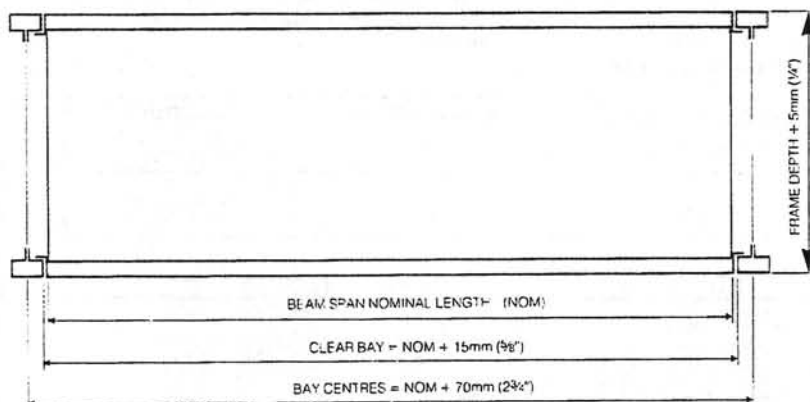 FRAME DEPTH + 5mm (¼")
BEAM SPAN NOMINAL LENGTH (NOM)
CLEAR BAY = NOM + 15mm (⅝")
BAY CENTRES = NOM + 70mm (2¾")